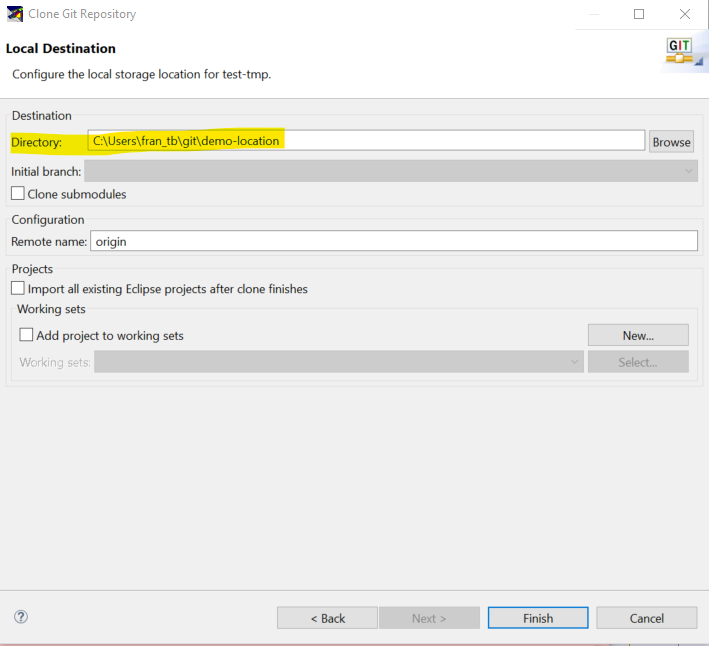 Clone Git Repository
Local Destination
GIT
Configure the local storage location for test-tmp.
Destination
Directory: C:\Users\fran_tb\git\demo-location Browse
Initial branch:
Clone submodules
Configuration
Remote name: origin
Projects
Import all existing Eclipse projects after clone finishes
Working sets
Add project to working sets New...
Working sets: Select...
? < Back Next > Finish Cancel